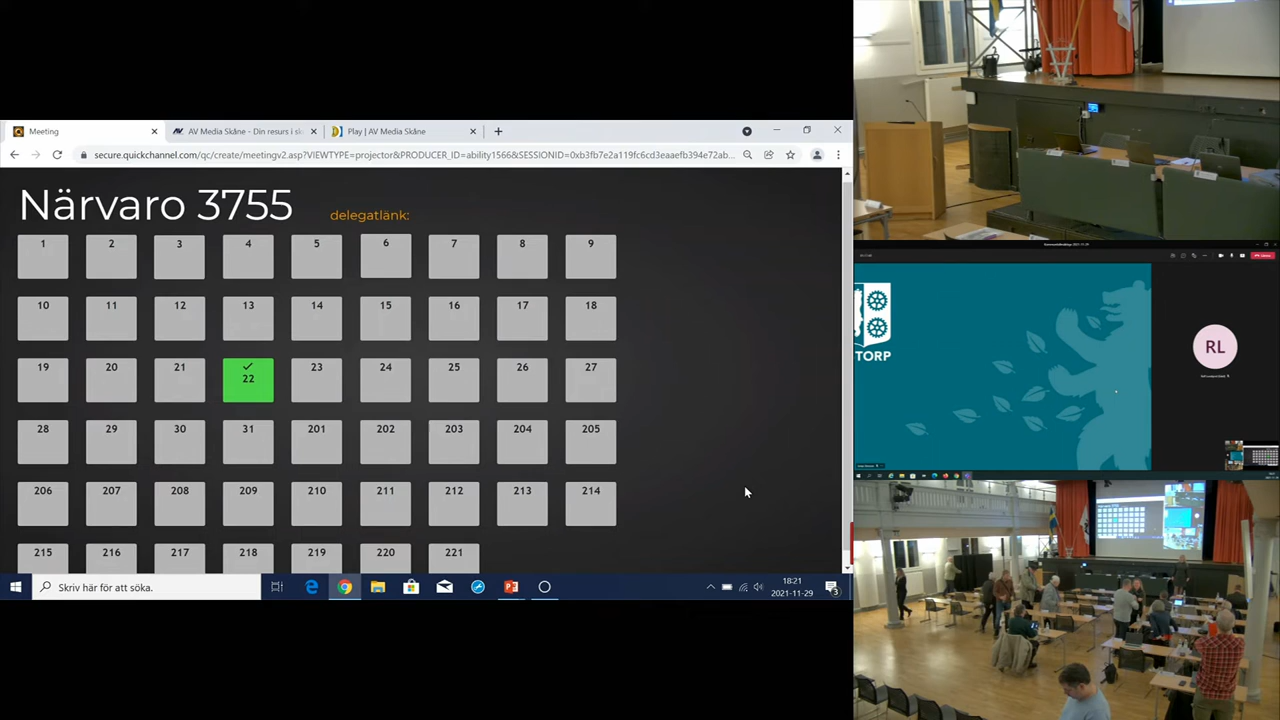 Meeting
AV Media Skåne - Din resurs i sk
Play | AV Media Skåne
secure.quickchannel.com/qc/create/meetingv2.asp?VIEWTYPE=projector&PRODUCER_ID=ability1566&SESSIONID=0xb3fb7e2a119fc6cd3eaaefb394e72ab...
Närvaro 3755 delegatlänk:
1 2 3 4 5 6 7 8 9
10 11 12 13 14 15 16 17 18
19 20 21 22 23 24 25 26 27
28 29 30 31 201 202 203 204 205
206 207 208 209 210 211 212 213 214
215 216 217 218 219 220 221
Skriv här för att söka.
18:21
2021-11-29
3
TORP
RL
Närvaro 3755